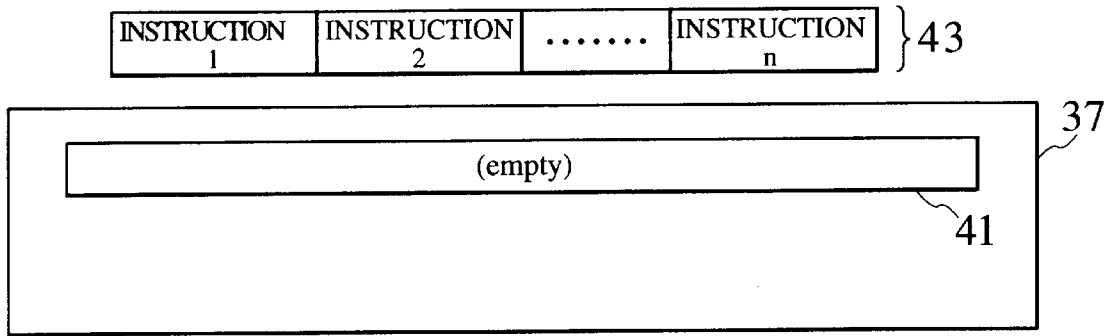 INSTRUCTION 1 INSTRUCTION 2 ....... INSTRUCTION n } 43
37
(empty)
41